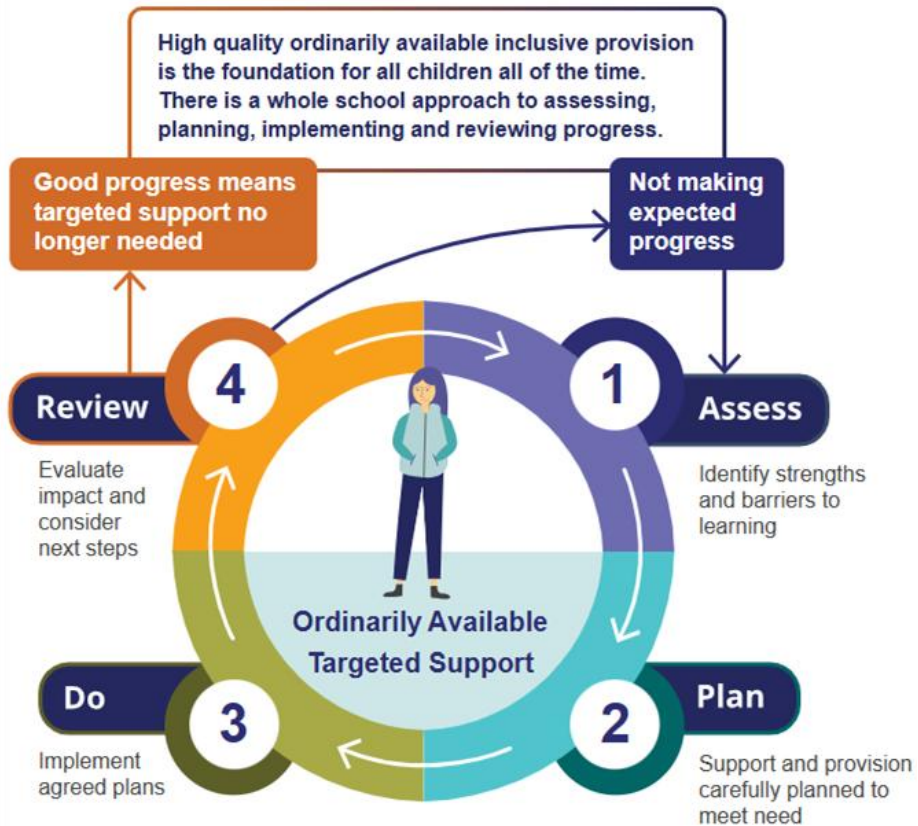 High quality ordinarily available inclusive provision
is the foundation for all children all of the time.
There is a whole school approach to assessing,
planning, implementing and reviewing progress.
Good progress means
targeted support no
longer needed
Not making
expected
progress
4
Review
Evaluate
impact and
consider
next steps
1
Assess
Identify strengths
and barriers to
learning
Ordinarily Available
Targeted Support
Do
3
Implement
agreed plans
2
Plan
Support and provision
carefully planned to
meet need